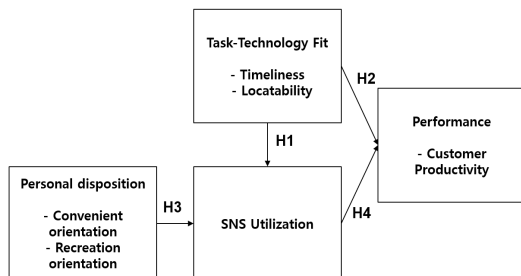 Task-Technology Fit
- Timeliness
- Locatability
H2
Performance
- Customer
Productivity
H1
Personal disposition
- Convenient
orientation
- Recreation
orientation
H3
SNS Utilization
H4